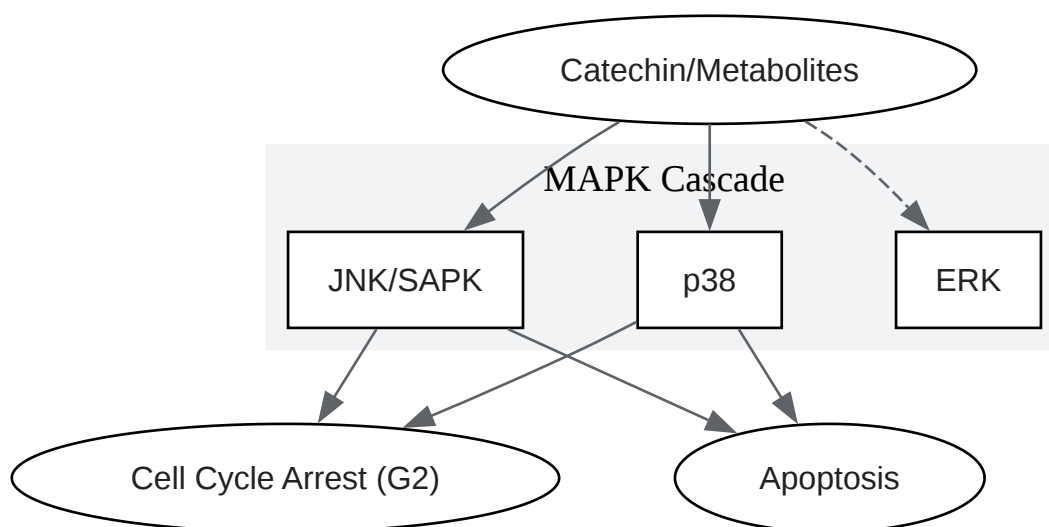 Catechin/Metabolites
MAPK Cascade
JNK/SAPK
p38
ERK
Cell Cycle Arrest (G2)
Apoptosis